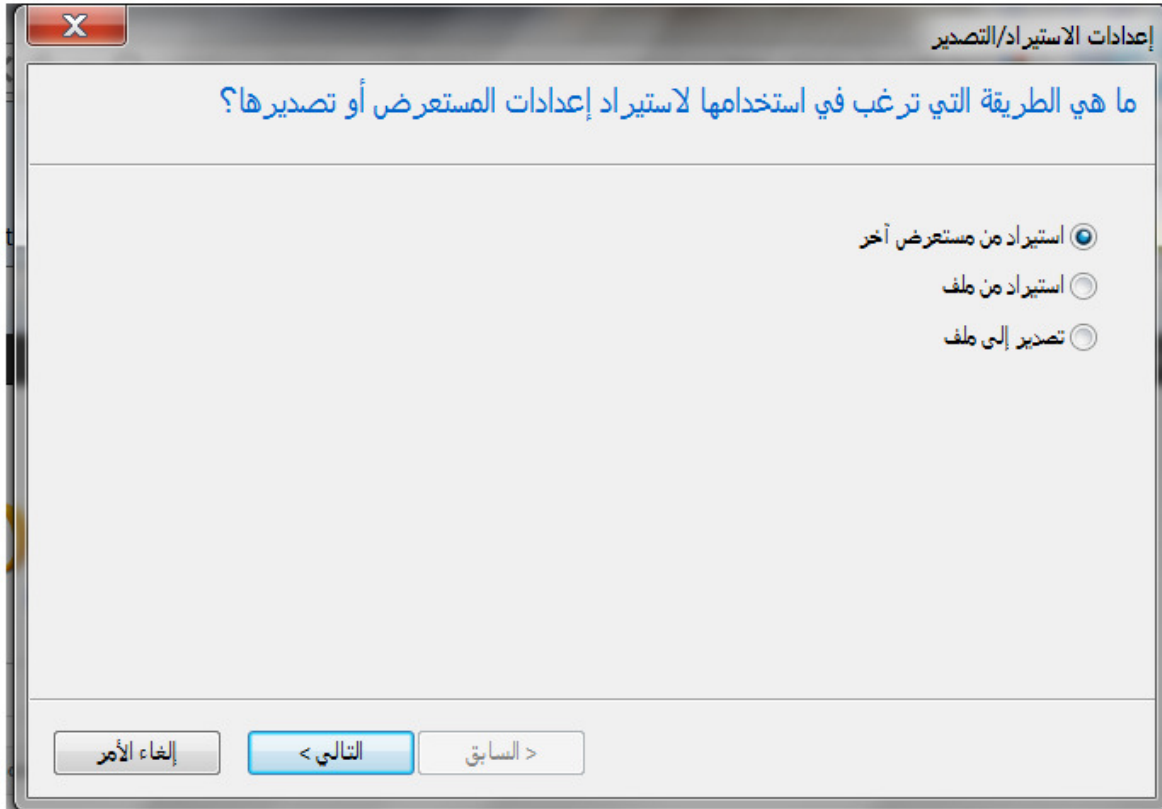 إعدادات الاستيراد/التصدير
ما هي الطريقة التي ترغب في استخدامها لاستيراد إعدادات المستعرض أو تصديرها؟
استيراد من مستعرض آخر
استيراد من ملف
تصدير إلى ملف
< السابق
التالي >
إلغاء الأمر